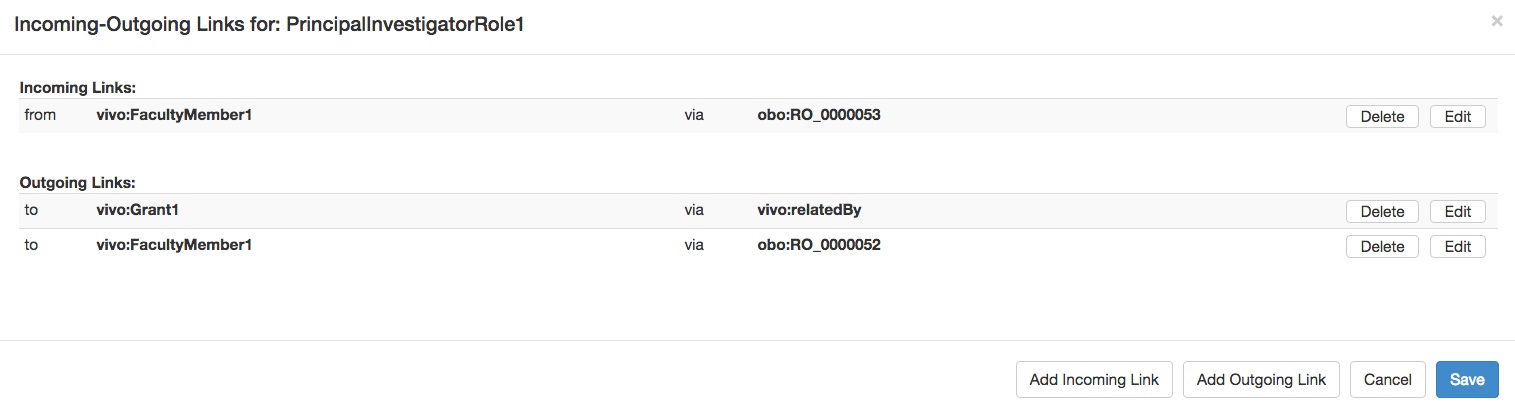 Incoming-Outgoing Links for: PrincipalInvestigatorRole1 ×
Incoming Links:
from vivo:FacultyMember1 via obo:RO_0000053 Delete Edit
Outgoing Links:
to vivo:Grant1 via vivo:relatedBy Delete Edit
to vivo:FacultyMember1 via obo:RO_0000052 Delete Edit
Add Incoming Link Add Outgoing Link Cancel Save